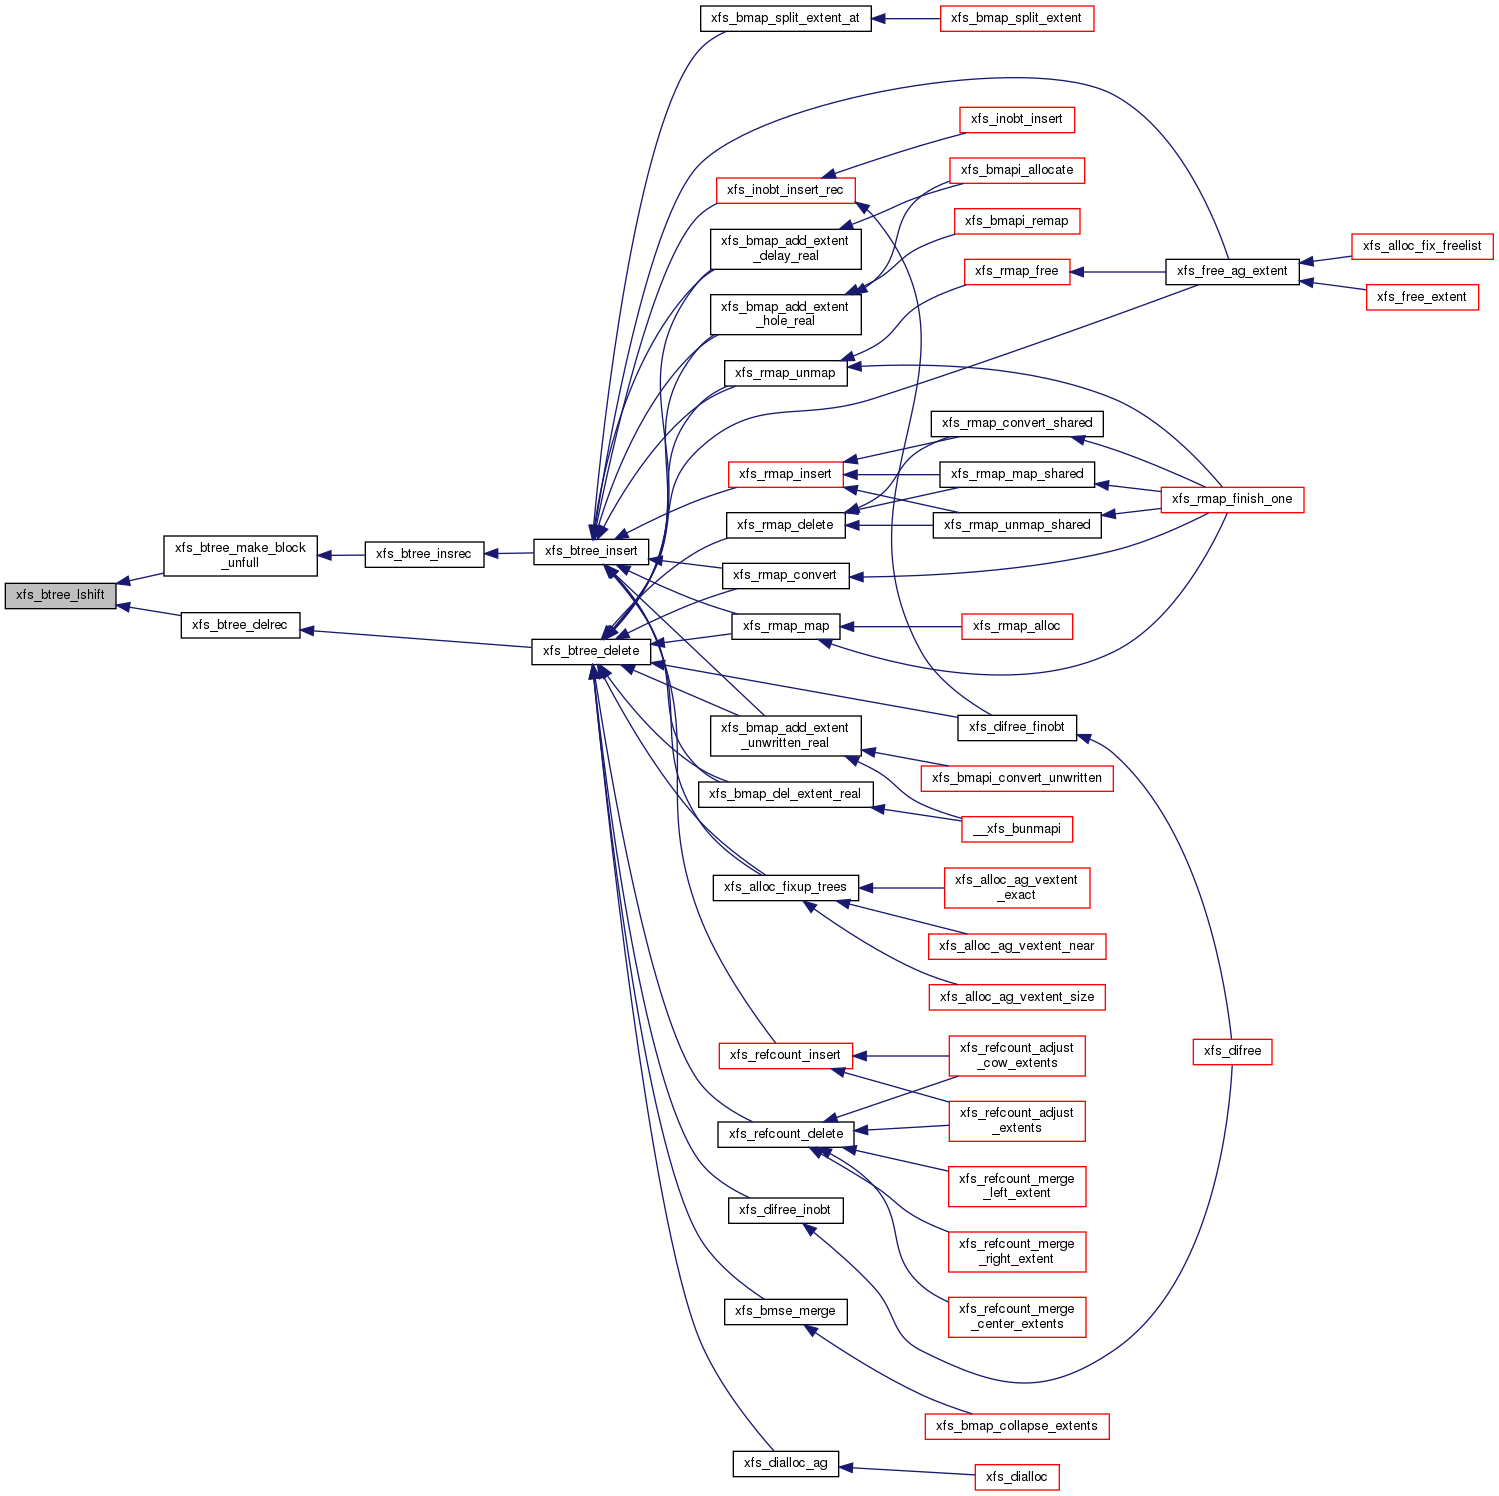 xfs_bmap_split_extent_at
xfs_bmap_split_extent
xfs_inobt_insert
xfs_bmapi_allocate
xfs_inobt_insert_rec
xfs_bmapi_remap
xfs_bmap_add_extent
_delay_real
xfs_alloc_fix_freelist
xfs_rmap_free
xfs_free_ag_extent
xfs_free_extent
xfs_bmap_add_extent
_hole_real
xfs_rmap_unmap
xfs_rmap_convert_shared
xfs_rmap_insert
xfs_rmap_map_shared
xfs_rmap_finish_one
xfs_rmap_delete
xfs_rmap_unmap_shared
xfs_btree_make_block
_unfull
xfs_btree_insrec
xfs_btree_insert
xfs_rmap_convert
xfs_btree_lshift
xfs_btree_delrec
xfs_rmap_map
xfs_rmap_alloc
xfs_btree_delete
xfs_bmap_add_extent
_unwritten_real
xfs_difree_finobt
xfs_bmapi_convert_unwritten
xfs_bmap_del_extent_real
__xfs_bunmapi
xfs_alloc_fixup_trees
xfs_alloc_ag_vextent
_exact
xfs_alloc_ag_vextent_near
xfs_alloc_ag_vextent_size
xfs_refcount_insert
xfs_refcount_adjust
_cow_extents
xfs_difree
xfs_refcount_adjust
_extents
xfs_refcount_delete
xfs_refcount_merge
_left_extent
xfs_difree_inobt
xfs_refcount_merge
_right_extent
xfs_bmse_merge
xfs_refcount_merge
_center_extents
xfs_bmap_collapse_extents
xfs_dialloc_ag
xfs_dialloc